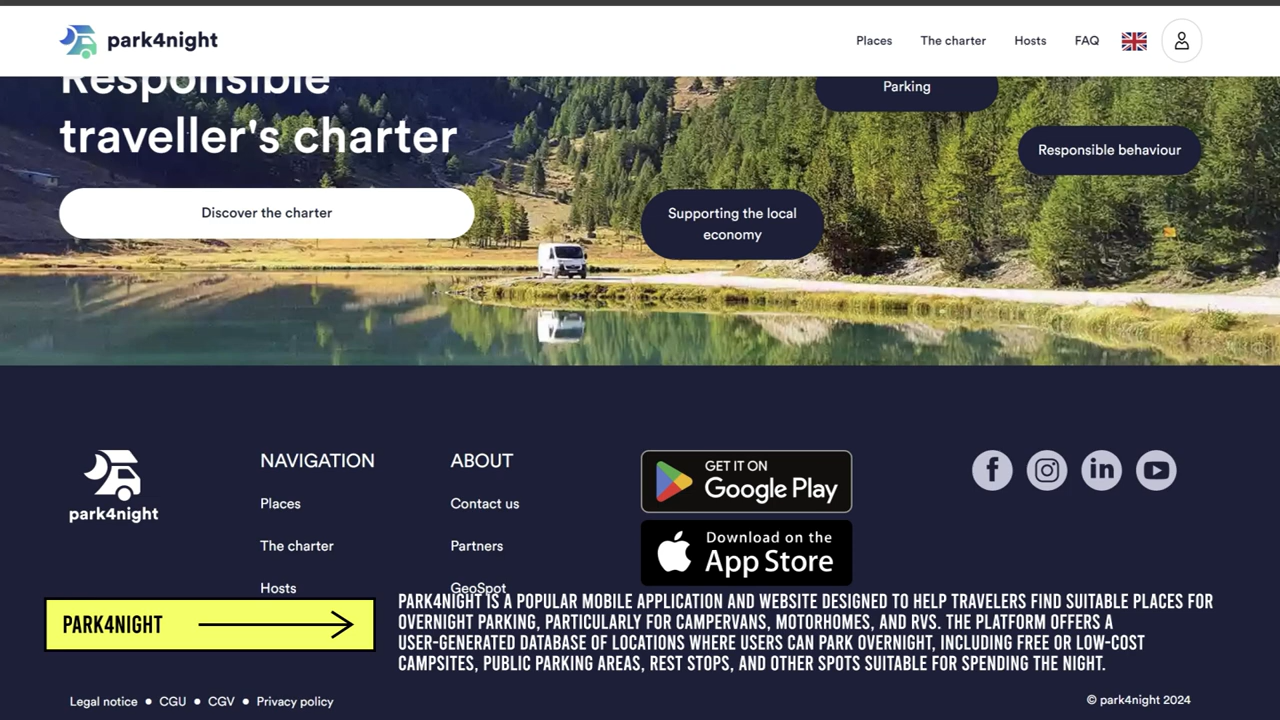 park4night
Places
The charter
Hosts
FAQ
Responsible
traveller's charter
Discover the charter
Parking
Responsible behaviour
Supporting the local
economy
park4night
NAVIGATION
Places
The charter
Hosts
ABOUT
Contact us
Partners
GeoSpot
GET IT ON
Google Play
Download on the
App Store
PARK4NIGHT
PARK4NIGHT IS A POPULAR MOBILE APPLICATION AND WEBSITE DESIGNED TO HELP TRAVELERS FIND SUITABLE PLACES FOR
OVERNIGHT PARKING, PARTICULARLY FOR CAMPERVANS, MOTORHOMES, AND RVS. THE PLATFORM OFFERS A
USER-GENERATED DATABASE OF LOCATIONS WHERE USERS CAN PARK OVERNIGHT, INCLUDING FREE OR LOW-COST
CAMPSITES, PUBLIC PARKING AREAS, REST STOPS, AND OTHER SPOTS SUITABLE FOR SPENDING THE NIGHT.
Legal notice • CGU • CGV • Privacy policy
© park4night 2024